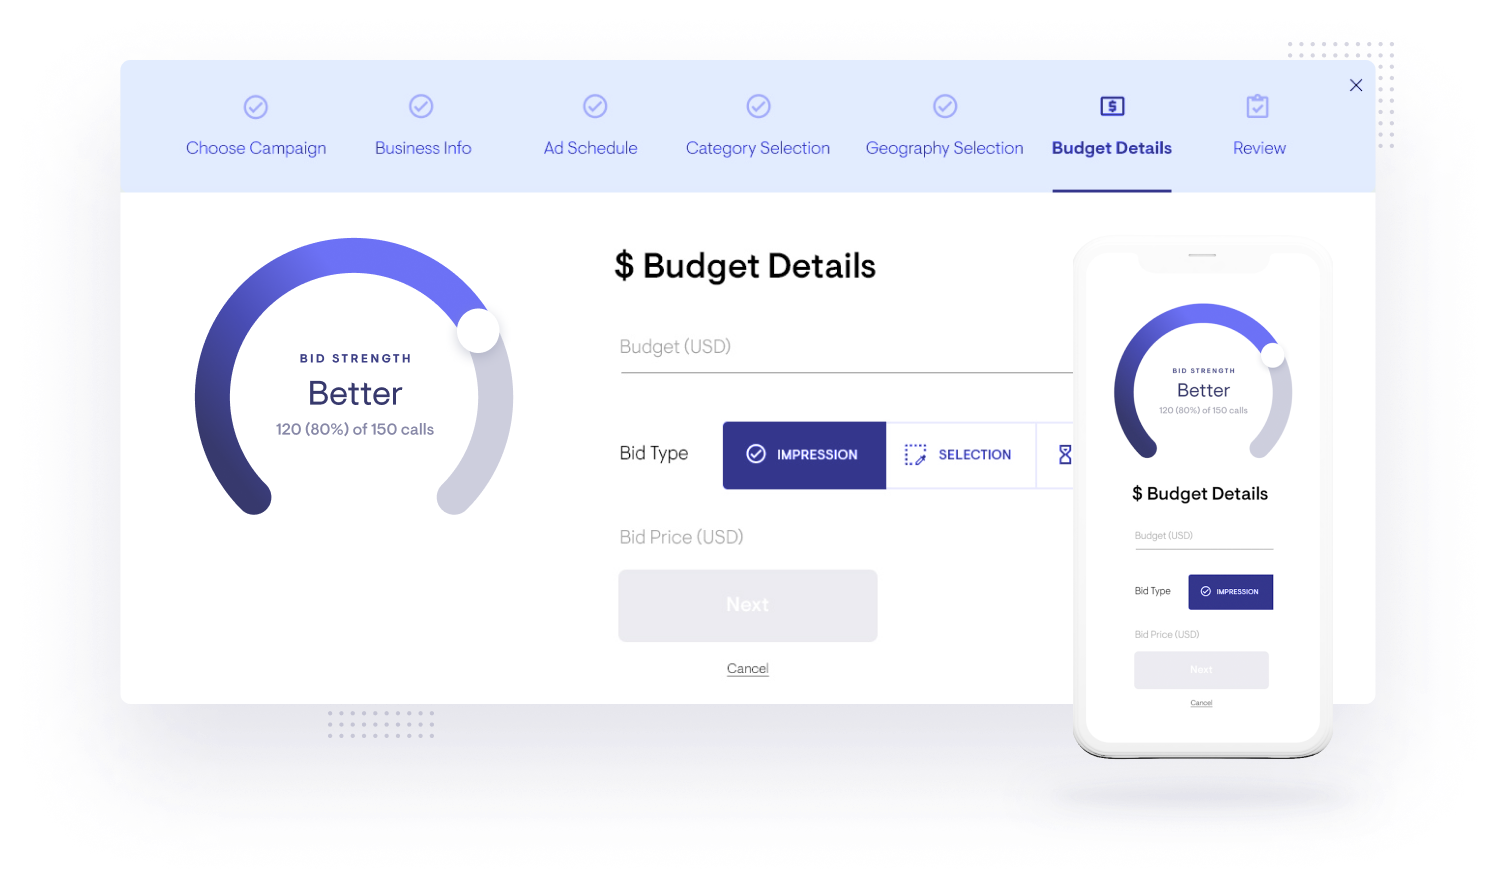 Choose Campaign
Business Info
Ad Schedule
Category Selection
Geography Selection
Budget Details
Review
BID STRENGTH
Better
120 (80%) of 150 calls
$ Budget Details
Budget (USD)
Bid Type
IMPRESSION
SELECTION
Bid Price (USD)
Next
Cancel
BID STRENGTH
Better
120 (80%) of 150 calls
$ Budget Details
Budget (USD)
Bid Type
IMPRESSION
Bid Price (USD)
Next
Cancel